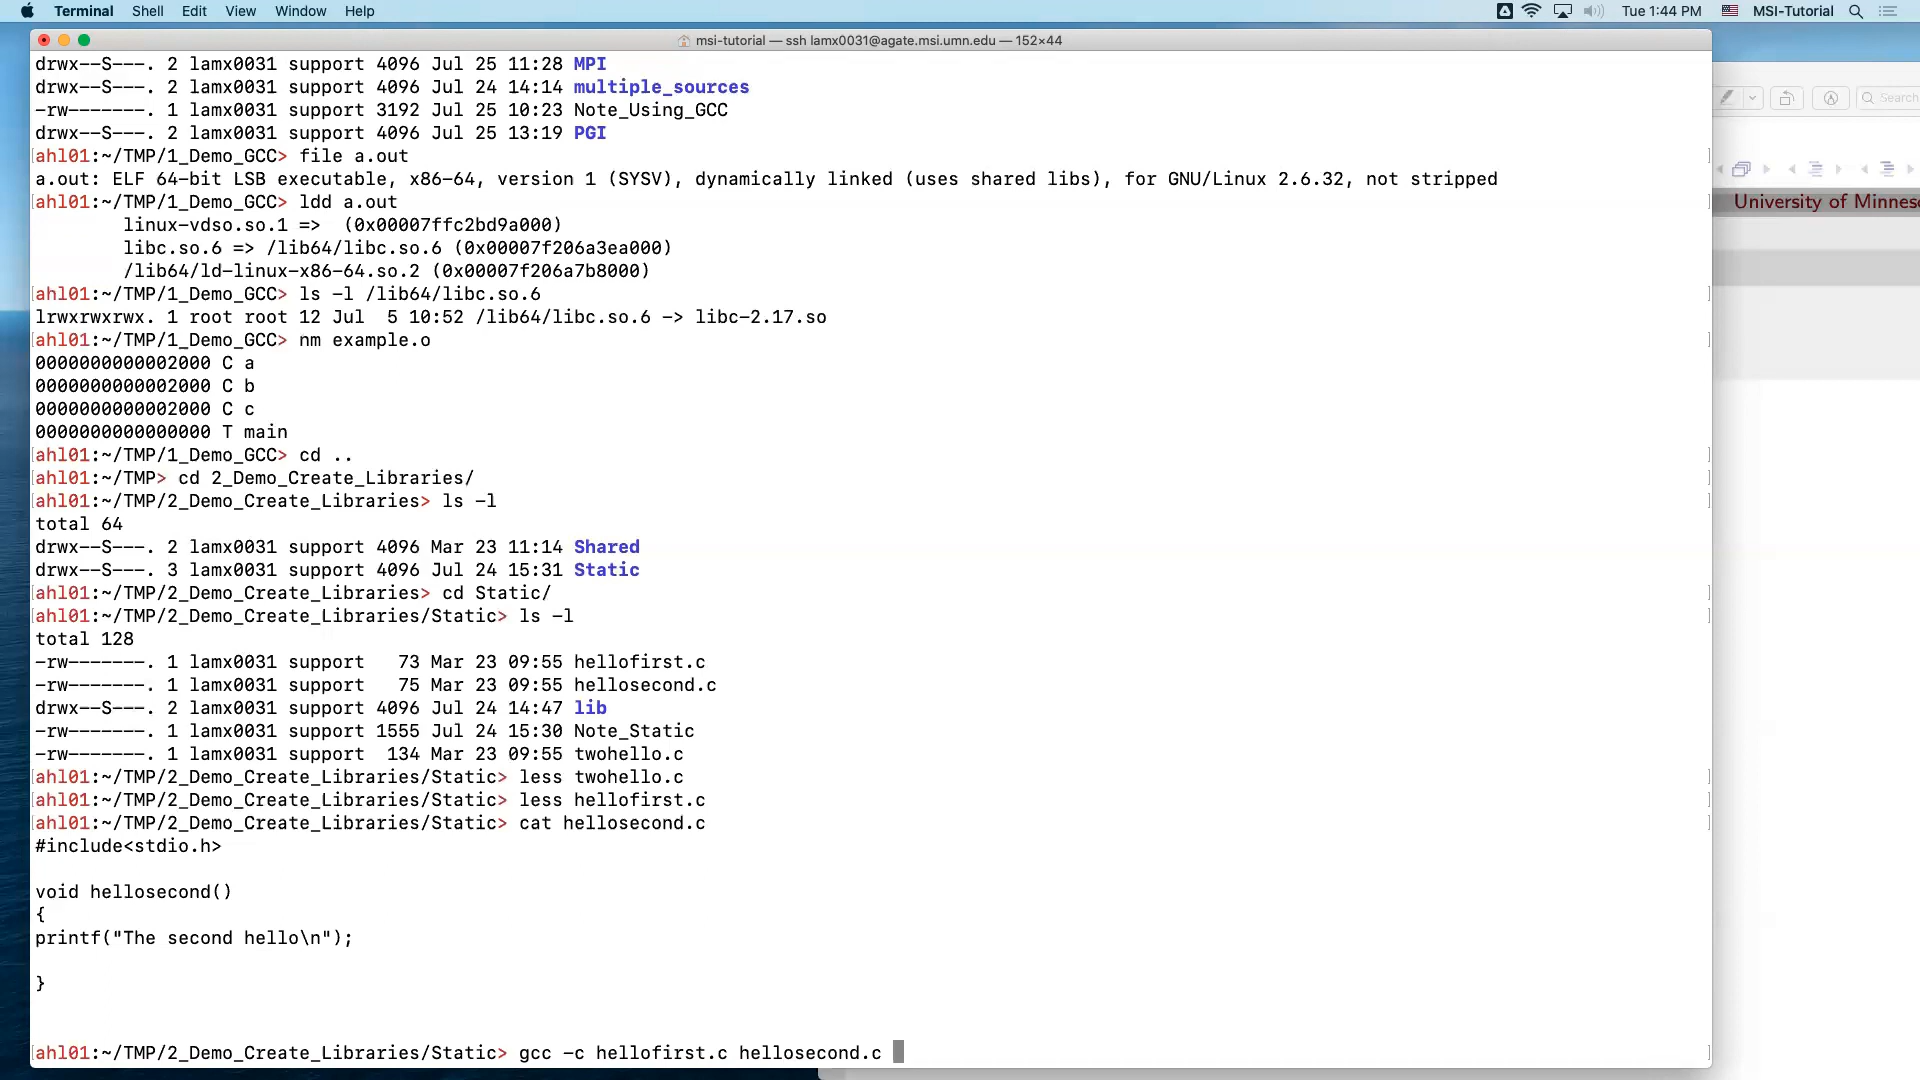 Terminal Shell Edit View Window Help Tue 1:44 PM MSI-Tutorial
msi-tutorial — ssh lamx0031@agate.msi.umn.edu — 152×44
drwx--S---. 2 lamx0031 support 4096 Jul 25 11:28 MPI
drwx--S---. 2 lamx0031 support 4096 Jul 24 14:14 multiple_sources
-rw-------. 1 lamx0031 support 3192 Jul 25 10:23 Note_Using_GCC
drwx--S---. 2 lamx0031 support 4096 Jul 25 13:19 PGI
[ahl01:~/TMP/1_Demo_GCC> file a.out ]
a.out: ELF 64-bit LSB executable, x86-64, version 1 (SYSV), dynamically linked (uses shared libs), for GNU/Linux 2.6.32, not stripped
[ahl01:~/TMP/1_Demo_GCC> ldd a.out ]
linux-vdso.so.1 =>  (0x00007ffc2bd9a000)
libc.so.6 => /lib64/libc.so.6 (0x00007f206a3ea000)
/lib64/ld-linux-x86-64.so.2 (0x00007f206a7b8000)
[ahl01:~/TMP/1_Demo_GCC> ls -l /lib64/libc.so.6 ]
lrwxrwxrwx. 1 root root 12 Jul  5 10:52 /lib64/libc.so.6 -> libc-2.17.so
[ahl01:~/TMP/1_Demo_GCC> nm example.o ]
0000000000002000 C a
0000000000002000 C b
0000000000002000 C c
0000000000000000 T main
[ahl01:~/TMP/1_Demo_GCC> cd .. ]
[ahl01:~/TMP> cd 2_Demo_Create_Libraries/ ]
[ahl01:~/TMP/2_Demo_Create_Libraries> ls -l ]
total 64
drwx--S---. 2 lamx0031 support 4096 Mar 23 11:14 Shared
drwx--S---. 3 lamx0031 support 4096 Jul 24 15:31 Static
[ahl01:~/TMP/2_Demo_Create_Libraries> cd Static/ ]
[ahl01:~/TMP/2_Demo_Create_Libraries/Static> ls -l ]
total 128
-rw-------. 1 lamx0031 support   73 Mar 23 09:55 hellofirst.c
-rw-------. 1 lamx0031 support   75 Mar 23 09:55 hellosecond.c
drwx--S---. 2 lamx0031 support 4096 Jul 24 14:47 lib
-rw-------. 1 lamx0031 support 1555 Jul 24 15:30 Note_Static
-rw-------. 1 lamx0031 support  134 Mar 23 09:55 twohello.c
[ahl01:~/TMP/2_Demo_Create_Libraries/Static> less twohello.c ]
[ahl01:~/TMP/2_Demo_Create_Libraries/Static> less hellofirst.c ]
[ahl01:~/TMP/2_Demo_Create_Libraries/Static> cat hellosecond.c ]
#include<stdio.h>
void hellosecond()
{
printf("The second hello\n");
}
[ahl01:~/TMP/2_Demo_Create_Libraries/Static> gcc -c hellofirst.c hellosecond.c ]
Search
University of Minnes